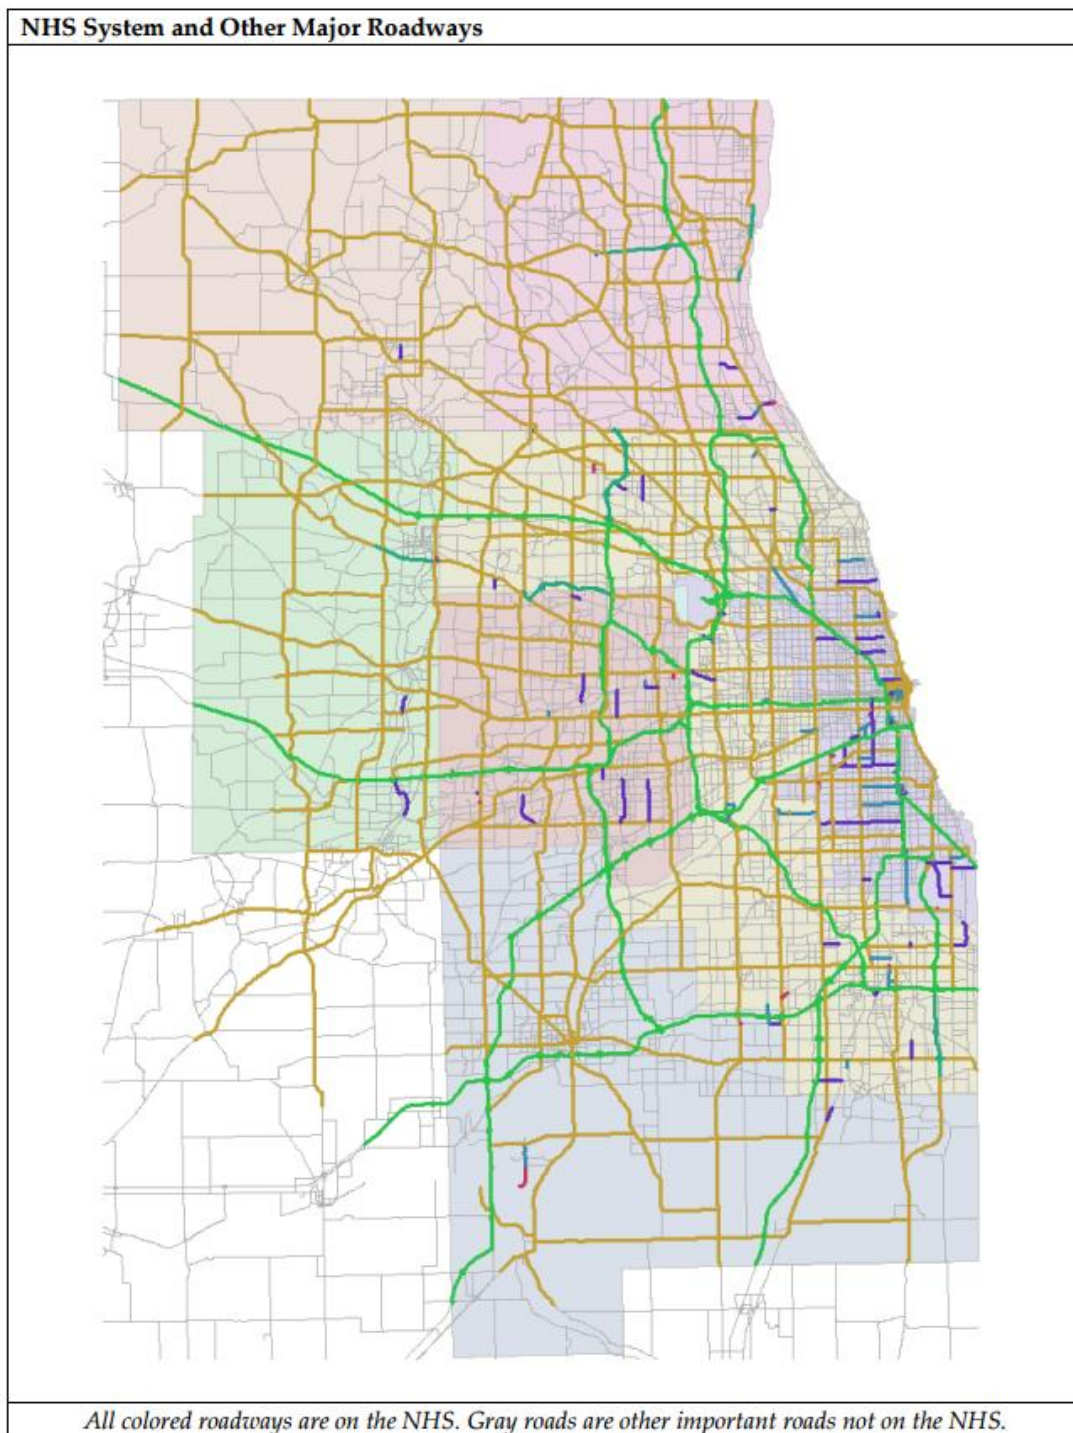 NHS System and Other Major Roadways
All colored roadways are on the NHS. Gray roads are other important roads not on the NHS.